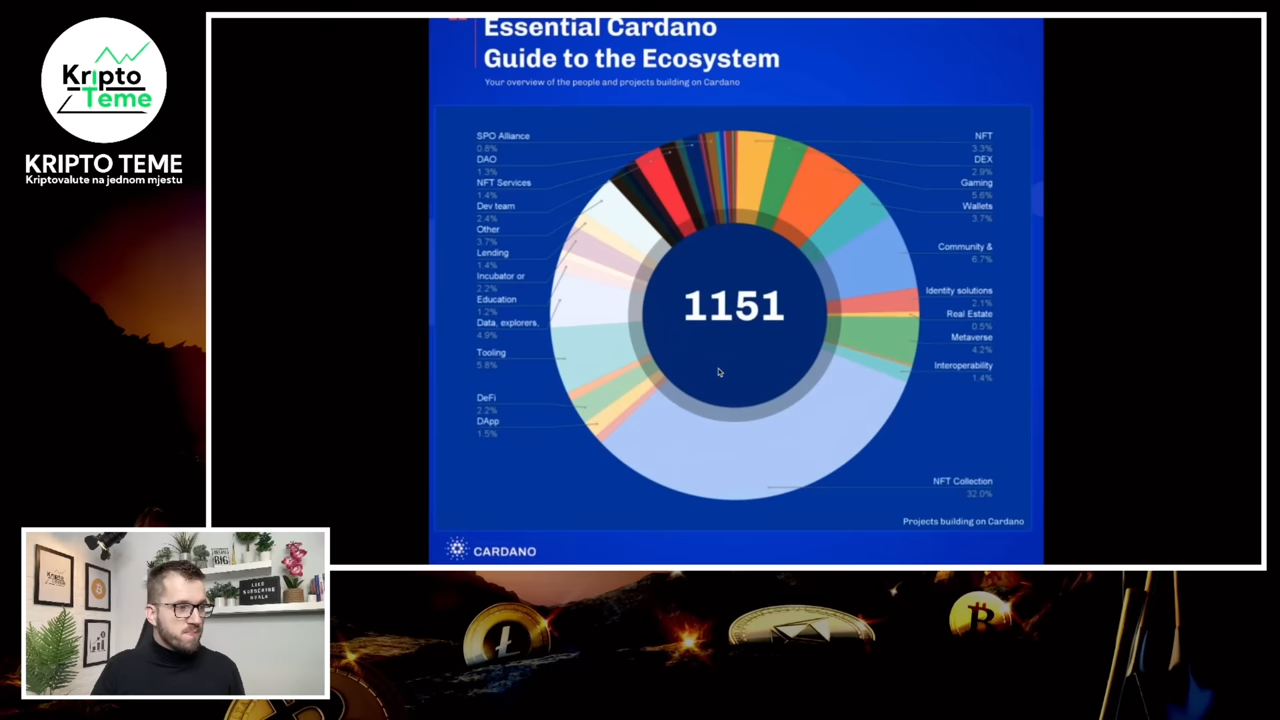 Kripto
Teme
KRIPTO TEME
Kriptovalute na jednom mjestu
Essential Cardano
Guide to the Ecosystem
Your overview of the people and projects building on Cardano
SPO Alliance
0.8%
DAO
1.3%
NFT Services
1.4%
Dev team
2.4%
Other
3.7%
Lending
1.4%
Incubator or
2.2%
Education
1.2%
Data, explorers,
4.9%
Tooling
5.8%
DeFi
2.2%
DApp
1.5%
1151
NFT
3.3%
DEX
2.9%
Gaming
5.6%
Wallets
3.7%
Community &
6.7%
Identity solutions
2.1%
Real Estate
0.5%
Metaverse
4.2%
Interoperability
1.4%
NFT Collection
32.0%
Projects building on Cardano
CARDANO
BIG
LIKE
SUBSCRIBE
HVALA